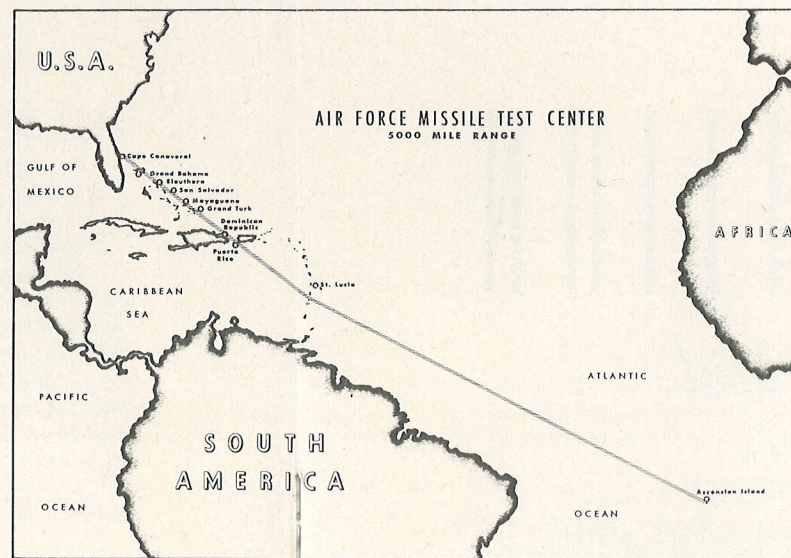 U.S.A.
AIR FORCE MISSILE TEST CENTER
5000 MILE RANGE
Cape Canaveral
Grand Bahama
Eleuthera
San Salvador
Mayaguana
Grand Turk
GULF OF
MEXICO
Dominican
Republic
Puerto
Rico
AFRICA
St. Lucia
CARIBBEAN
SEA
ATLANTIC
PACIFIC
SOUTH
AMERICA
Ascension Island
OCEAN
OCEAN